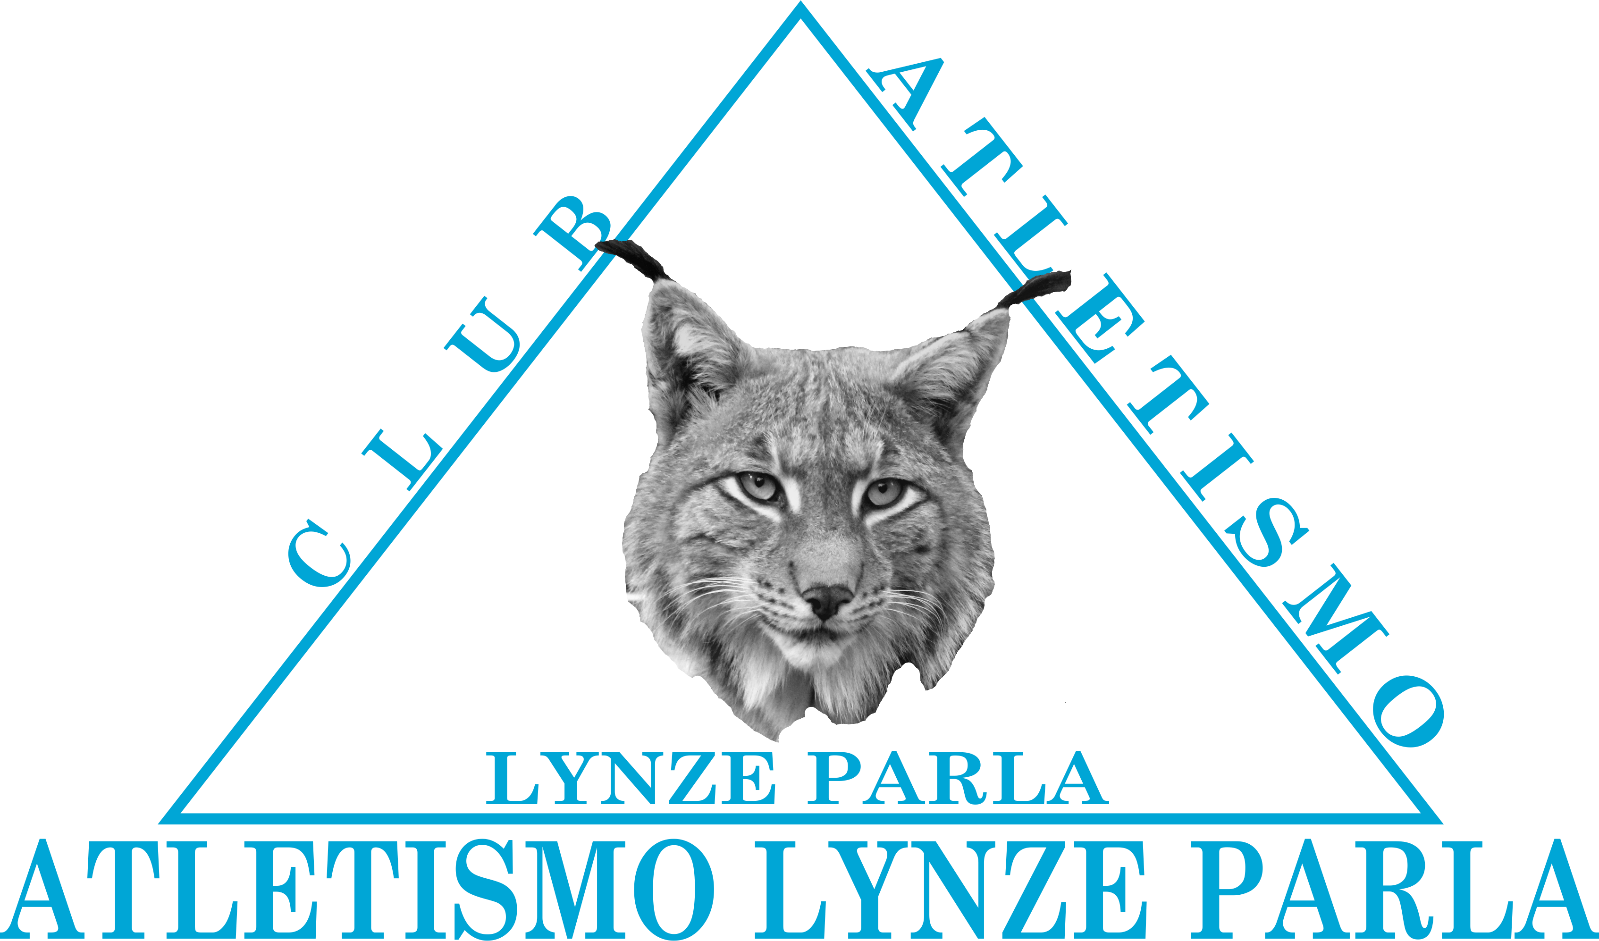 CLUB
ATLETISMO
LYNZE PARLA
ATLETISMO LYNZE PARLA